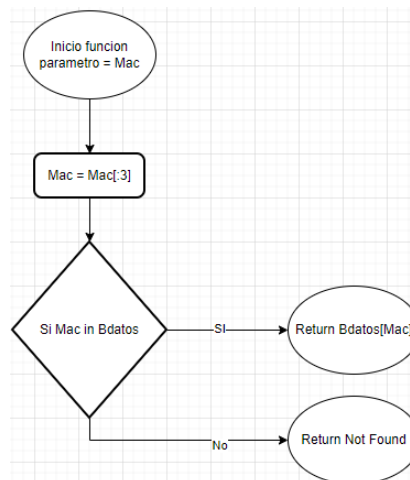 Inicio funcion
parametro = Mac
Mac = Mac[:3]
Si Mac in Bdatos
SI
Return Bdatos[Mac]
No
Return Not Found